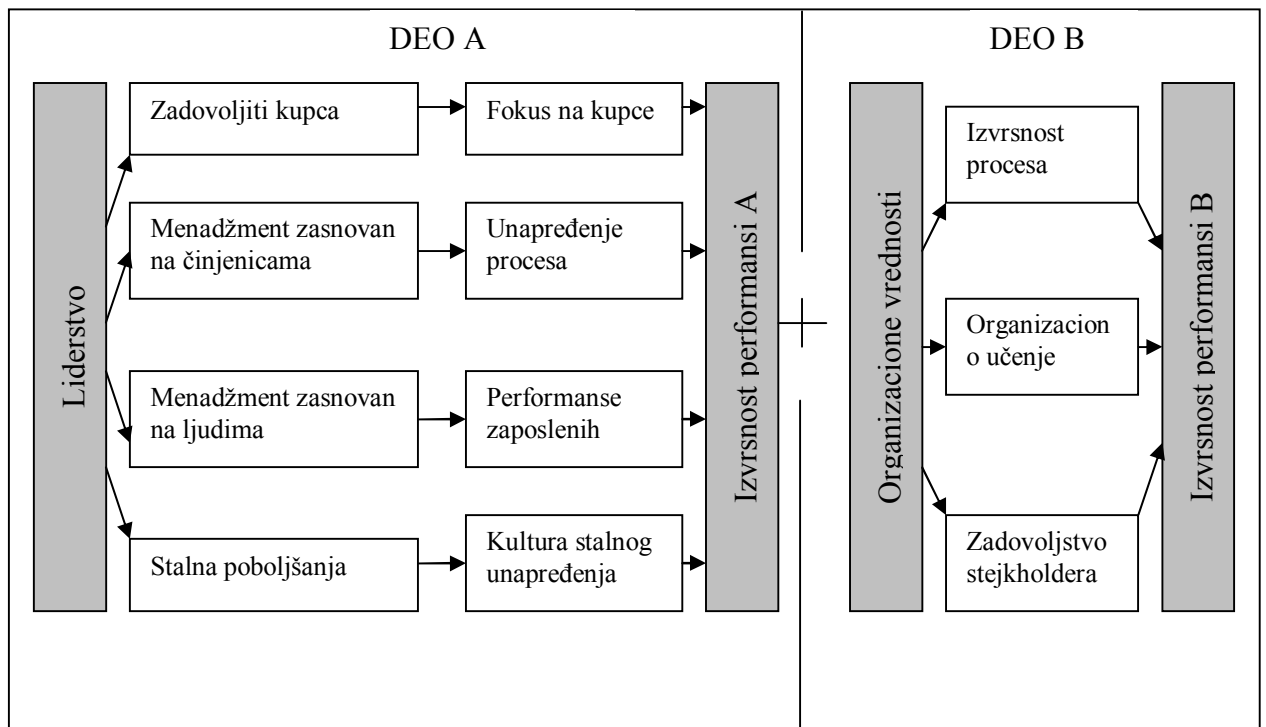 DEO A
Liderstvo
Zadovoljiti kupca
Fokus na kupce
Menadžment zasnovan
na činjenicama
Unapređenje
procesa
Menadžment zasnovan
na ljudima
Performanse
zaposlenih
Stalna poboljšanja
Kultura stalnog
unapređenja
Izvrsnost performansi A
DEO B
Organizacione vrednosti
Izvrsnost
procesa
Organizacion
o učenje
Zadovoljstvo
stejkholdera
Izvrsnost performansi B